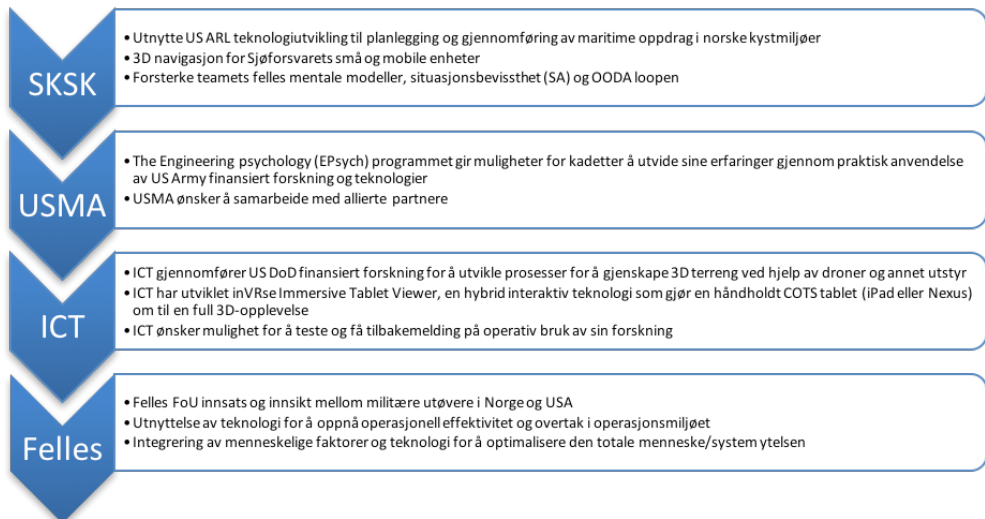 SKSK
• Utnytte US ARL teknologiutvikling til planlegging og gjennomføring av maritime oppdrag i norske kystmiljøer
• 3D navigasjon for Sjøforsvarets små og mobile enheter
• Forsterke teamets felles mentale modeller, situasjonsbevissthet (SA) og OODA loopen
USMA
• The Engineering psychology (EPsych) programmet gir muligheter for kadetter å utvide sine erfaringer gjennom praktisk anvendelse
av US Army finansiert forskning og teknologier
• USMA ønsker å samarbeide med allierte partnere
ICT
• ICT gjennomfører US DoD finansiert forskning for å utvikle prosesser for å gjenskape 3D terreng ved hjelp av droner og annet utstyr
• ICT har utviklet inVRse Immersive Tablet Viewer, en hybrid interaktiv teknologi som gjør en håndholdt COTS tablet (iPad eller Nexus)
om til en full 3D-opplevelse
• ICT ønsker mulighet for å teste og få tilbakemelding på operativ bruk av sin forskning
Felles
• Felles FoU innsats og innsikt mellom militære utøvere i Norge og USA
• Utnyttelse av teknologi for å oppnå operasjonell effektivitet og overtak i operasjonsmiljøet
• Integrering av menneskelige faktorer og teknologi for å optimalisere den totale menneske/system ytelsen